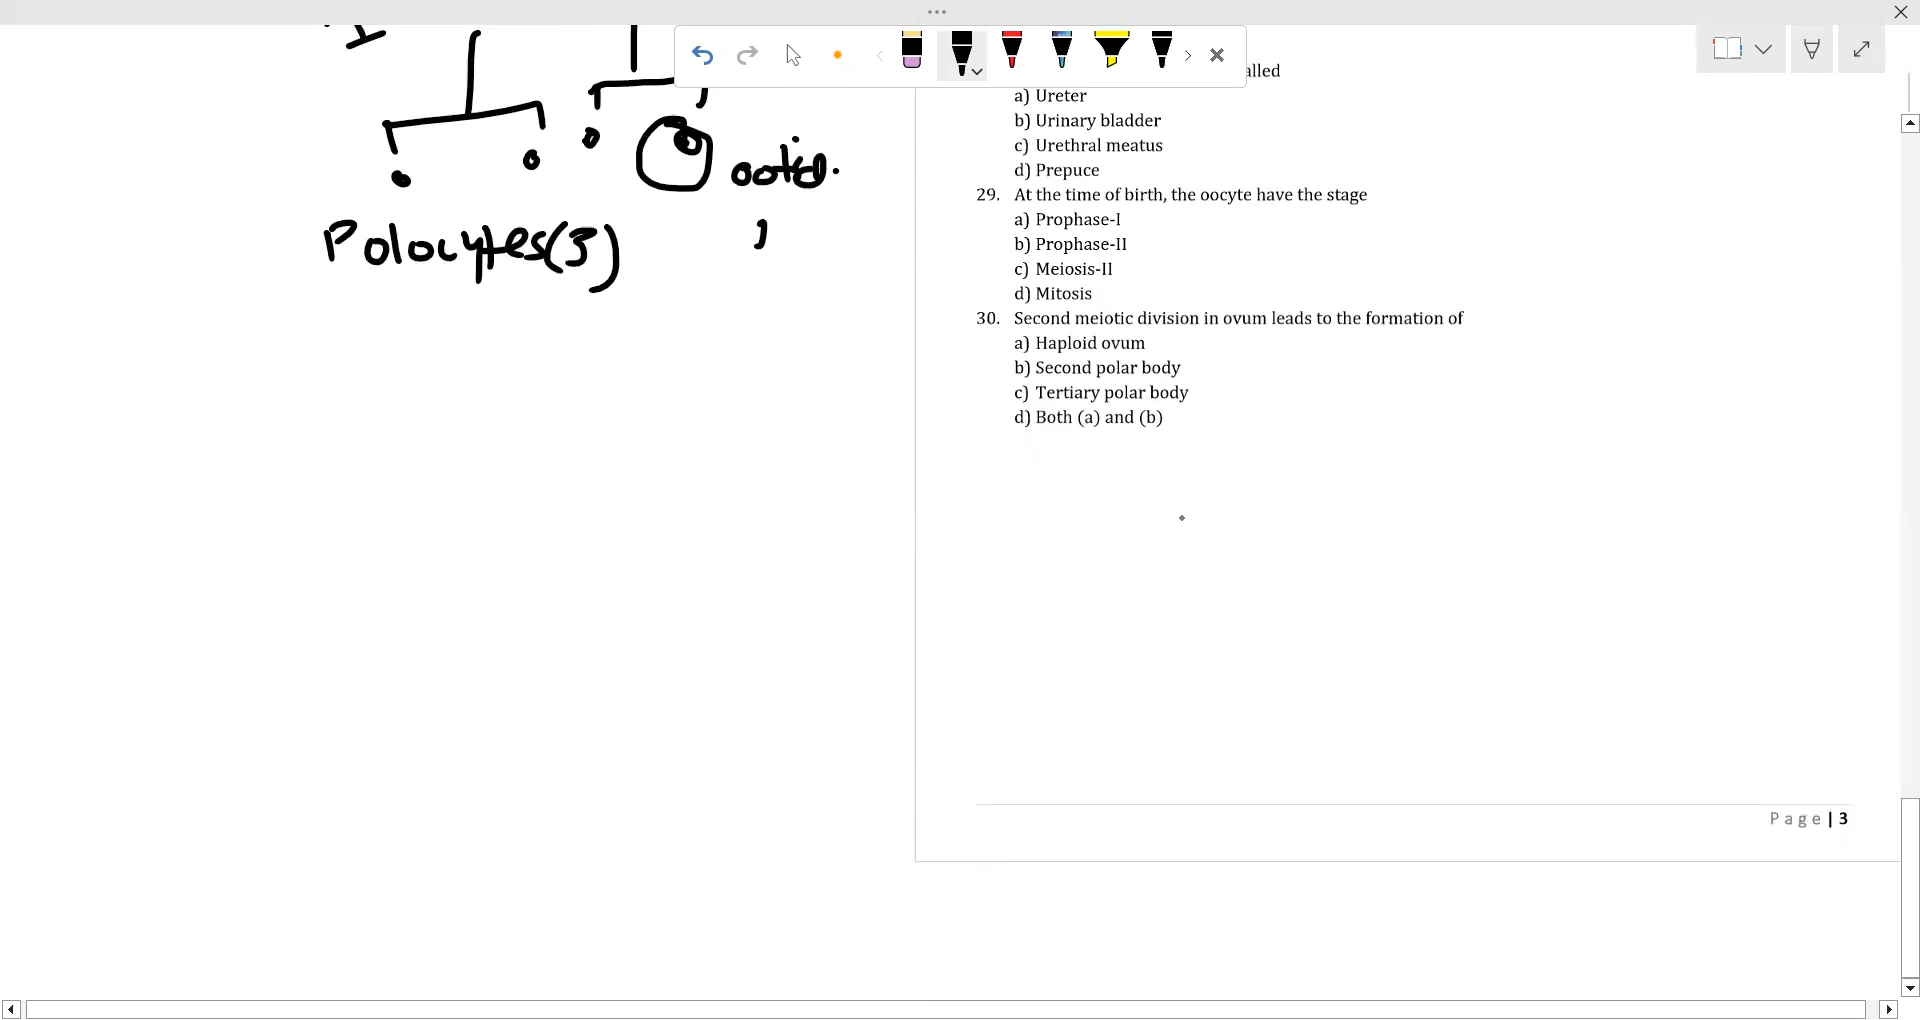 ootid.
Polocytes(3)
alled
a) Ureter
b) Urinary bladder
c) Urethral meatus
d) Prepuce
29. At the time of birth, the oocyte have the stage
a) Prophase-I
b) Prophase-II
c) Meiosis-II
d) Mitosis
30. Second meiotic division in ovum leads to the formation of
a) Haploid ovum
b) Second polar body
c) Tertiary polar body
d) Both (a) and (b)
Page | 3